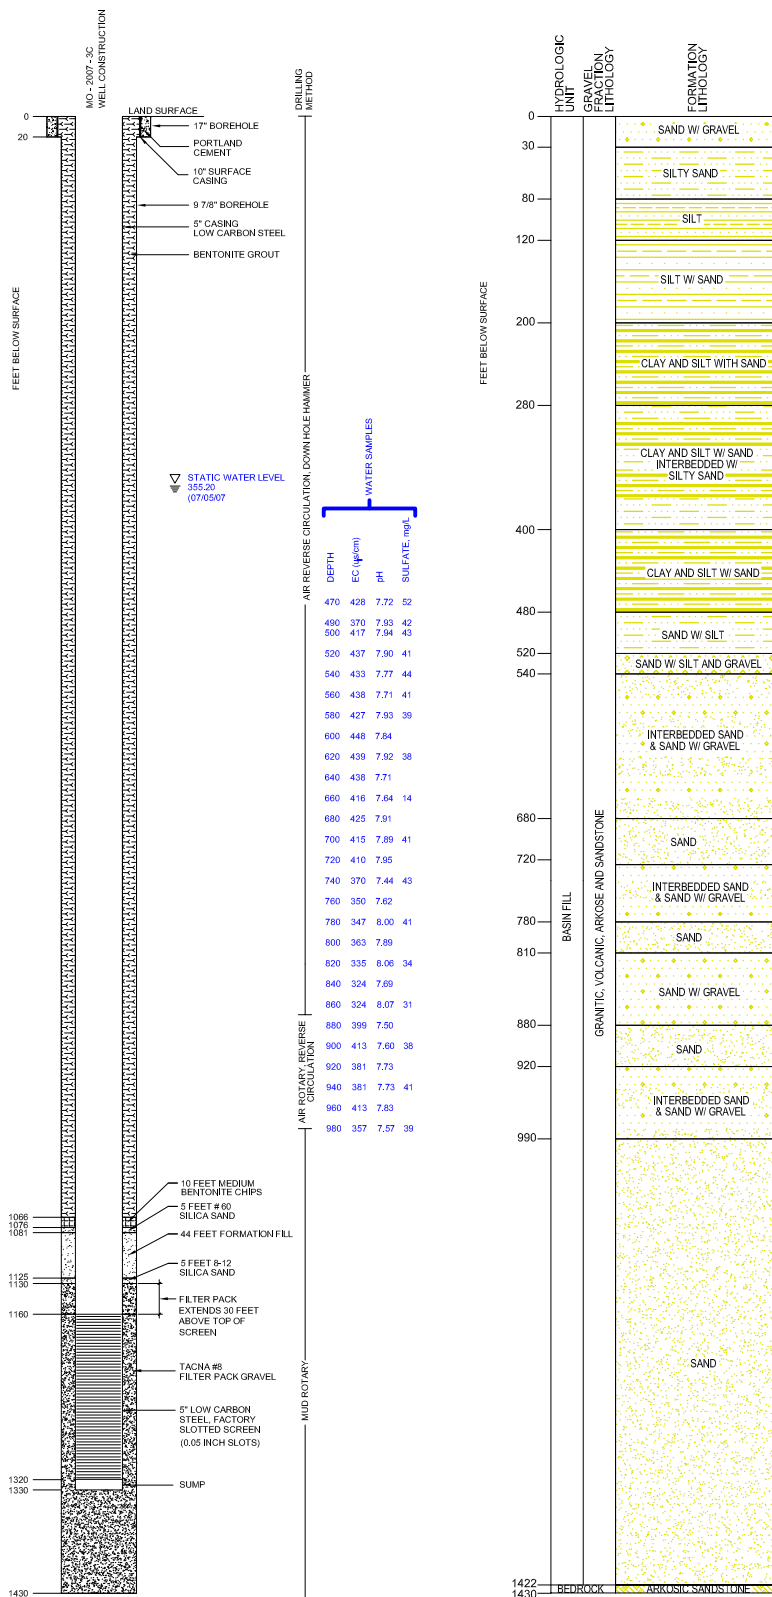 MO - 2007 - 3C
WELL CONSTRUCTION
DRILLING
METHOD
HYDROLOGIC
UNIT
GRAVEL
FRACTION
LITHOLOGY
FORMATION
LITHOLOGY
LAND SURFACE
0
20
17" BOREHOLE
PORTLAND
CEMENT
10" SURFACE
CASING
9 7/8" BOREHOLE
5" CASING
LOW CARBON STEEL
BENTONITE GROUT
FEET BELOW SURFACE
STATIC WATER LEVEL
355.20
(07/05/07
AIR REVERSE CIRCULATION, DOWN HOLE HAMMER
WATER SAMPLES
DEPTH EC (µs/cm) pH SULFATE, mg/L
470 428 7.72 52
490 370 7.93 42
500 417 7.94 43
520 437 7.90 41
540 433 7.77 44
560 438 7.71 41
580 427 7.93 39
600 448 7.84
620 439 7.92 38
640 438 7.71
660 416 7.64 14
680 425 7.91
700 415 7.89 41
720 410 7.95
740 370 7.44 43
760 350 7.62
780 347 8.00 41
800 363 7.89
820 335 8.06 34
840 324 7.69
860 324 8.07 31
880 399 7.50
900 413 7.60 38
920 381 7.73
940 381 7.73 41
960 413 7.83
980 357 7.57 39
AIR ROTARY, REVERSE
CIRCULATION
MUD ROTARY
1066
1076
1081
1125
1130
1160
1320
1330
1430
10 FEET MEDIUM
BENTONITE CHIPS
5 FEET # 60
SILICA SAND
44 FEET FORMATION FILL
5 FEET 8-12
SILICA SAND
FILTER PACK
EXTENDS 30 FEET
ABOVE TOP OF
SCREEN
TACNA #8
FILTER PACK GRAVEL
5" LOW CARBON
STEEL, FACTORY
SLOTTED SCREEN
(0.05 INCH SLOTS)
SUMP
FEET BELOW SURFACE
0
30
80
120
200
280
400
480
520
540
680
720
780
810
880
920
990
1422
1430
BASIN FILL
BEDROCK
GRANITIC, VOLCANIC, ARKOSE AND SANDSTONE
SAND W/ GRAVEL
SILTY SAND
SILT
SILT W/ SAND
CLAY AND SILT WITH SAND
CLAY AND SILT W/ SAND
INTERBEDDED W/
SILTY SAND
CLAY AND SILT W/ SAND
SAND W/ SILT
SAND W/ SILT AND GRAVEL
INTERBEDDED SAND
& SAND W/ GRAVEL
SAND
INTERBEDDED SAND
& SAND W/ GRAVEL
SAND
SAND W/ GRAVEL
SAND
INTERBEDDED SAND
& SAND W/ GRAVEL
SAND
ARKOSIC SANDSTONE